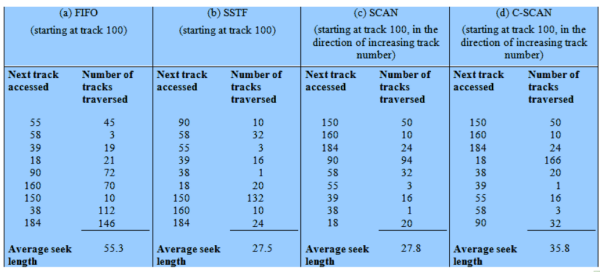 (a) FIFO (b) SSTF (c) SCAN (d) C-SCAN
(starting at track 100) (starting at track 100) (starting at track 100, in the direction of increasing track number) (starting at track 100, in the direction of increasing track number)
Next track accessed Number of tracks traversed Next track accessed Number of tracks traversed Next track accessed Number of tracks traversed Next track accessed Number of tracks traversed
55 45 90 10 150 50 150 50
58 3 58 32 160 10 160 10
39 19 55 3 184 24 184 24
18 21 39 16 90 94 18 166
90 72 38 1 58 32 38 20
160 70 18 20 55 3 39 1
150 10 150 132 39 16 55 16
38 112 160 10 38 1 58 3
184 146 184 24 18 20 90 32
Average seek length 55.3 Average seek length 27.5 Average seek length 27.8 Average seek length 35.8